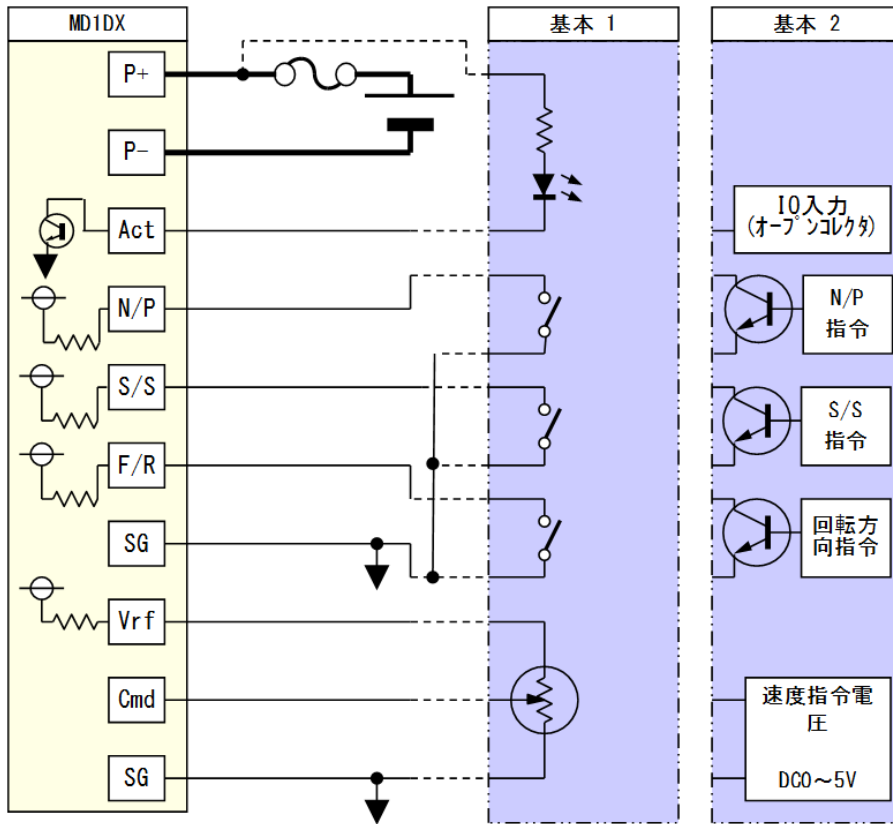 MD1DX
基本 1
基本 2
P+
P-
Act
IO入力
(オープンコレクタ)
N/P
N/P
指令
S/S
S/S
指令
F/R
回転方
向指令
SG
Vrf
Cmd
速度指令電
圧
SG
DC0～5V